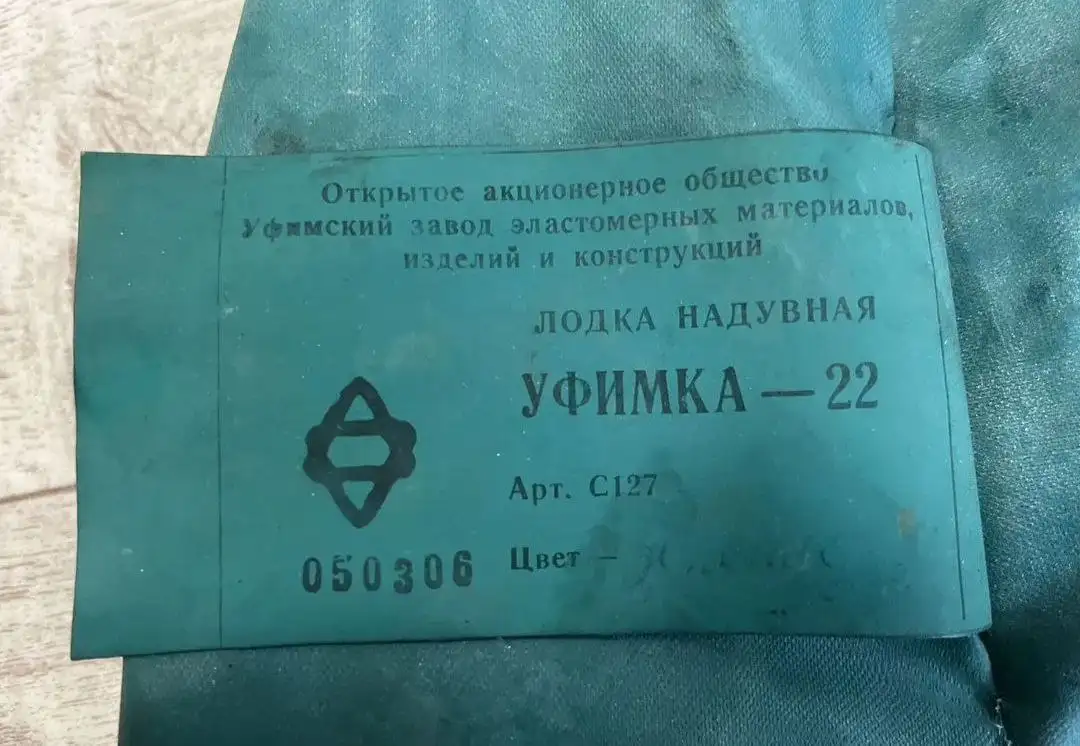 Открытое акционерное общество
Уфимский завод эластомерных материалов,
изделий и конструкций
ЛОДКА НАДУВНАЯ
УФИМКА — 22
Арт. С127
050306
Цвет –